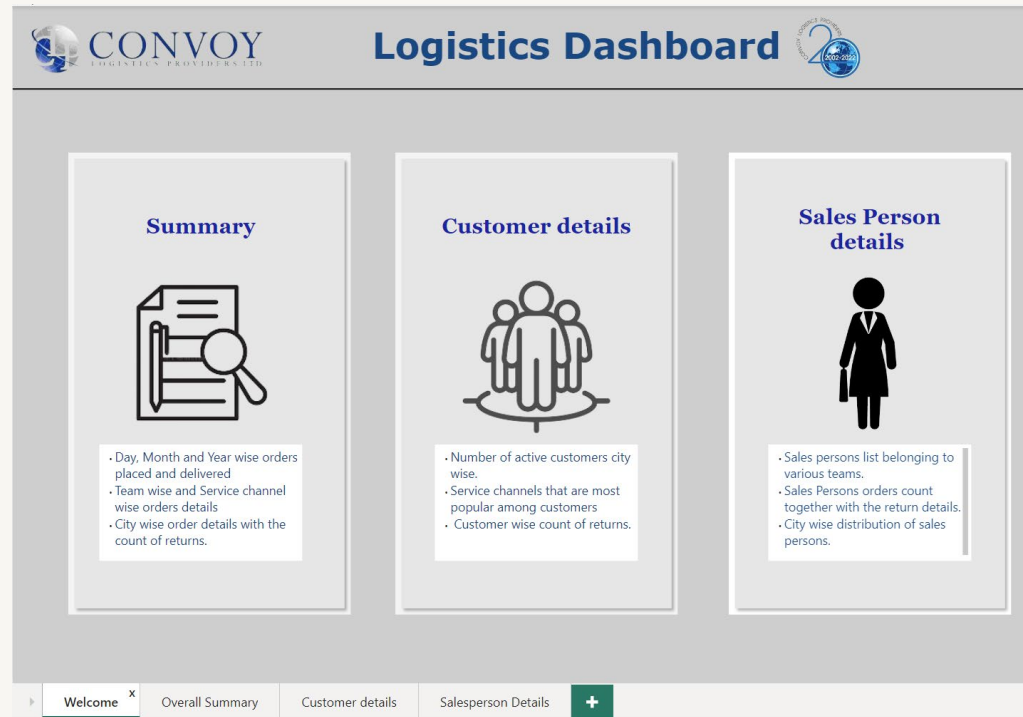 CONVOY
LOGISTICS PROVIDERS LTD
Logistics Dashboard
20
2002-2022
Summary
• Day, Month and Year wise orders
placed and delivered
• Team wise and Service channel
wise orders details
• City wise order details with the
count of returns.
Customer details
• Number of active customers city
wise.
• Service channels that are most
popular among customers
• Customer wise count of returns.
Sales Person
details
• Sales persons list belonging to
various teams.
• Sales Persons orders count
together with the return details.
• City wise distribution of sales
persons.
Welcome x
Overall Summary
Customer details
Salesperson Details
+